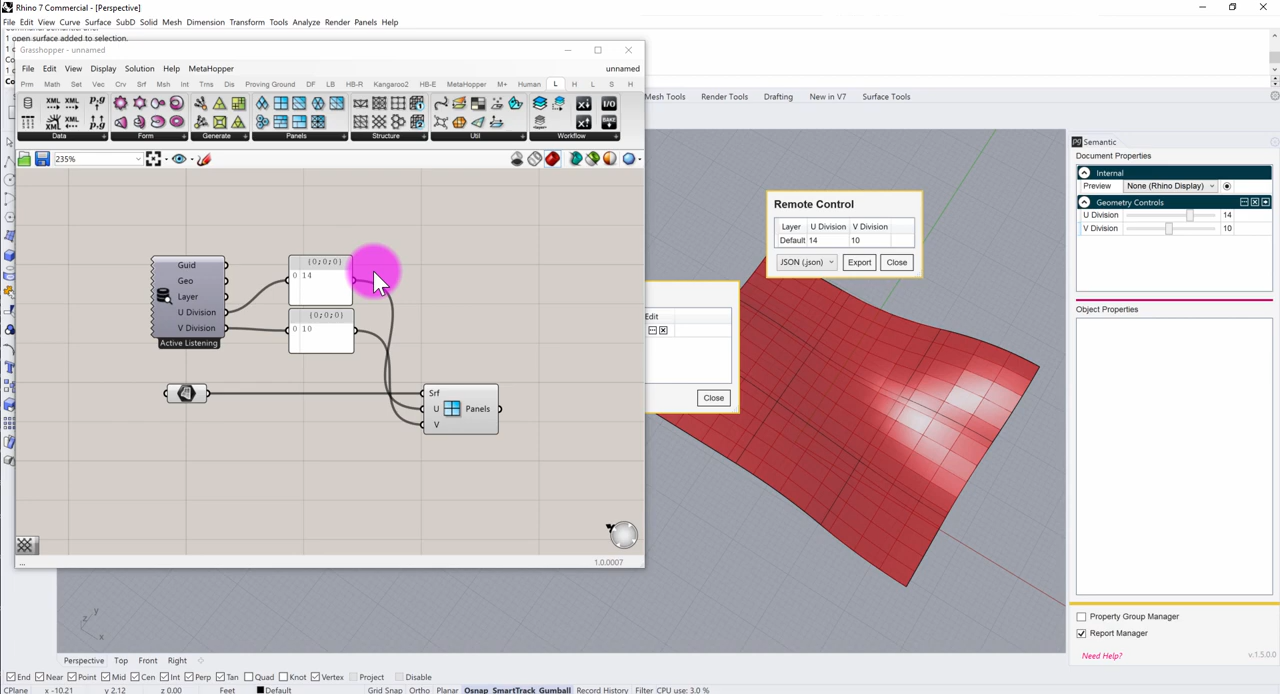 Rhino 7 Commercial - [Perspective]
File Edit View Curve Surface SubD Solid Mesh Dimension Transform Tools Analyze Render Panels Help
1 open surface added to selection.
Grasshopper - unnamed
File Edit View Display Solution Help MetaHopper
unnamed
Prm Math Set Vec Crv Srf Msh Int Trns Dis Proving Ground DF LB HB-R Kangaroo2 HB-E MetaHopper M+ Human L H L S H
XML XML
XML XML
I/O
BAKE
Data Form Generate Panels Structure Util Workflow
235%
Mesh Tools Render Tools Drafting New in V7 Surface Tools
Guid
Geo
Layer
U Division
V Division
Active Listening
{0;0;0}
0 14
{0;0;0}
0 10
Srf
U
V
Panels
1.0.0007
...
Edit
Close
Remote Control
Layer U Division V Division
Default 14 10
JSON (.json) Export Close
pg Semantic
Document Properties
Internal
Preview None (Rhino Display)
Geometry Controls
U Division 14
V Division 10
Object Properties
Property Group Manager
Report Manager
Need Help?
v:1.5.0.0
z y x
Perspective Top Front Right
End Near Point Mid Cen Int Perp Tan Quad Knot Vertex Project Disable
CPlane x -10.21 y 2.12 z 0.00 Feet Default Grid Snap Ortho Planar Osnap SmartTrack Gumball Record History Filter CPU use: 3.0 %